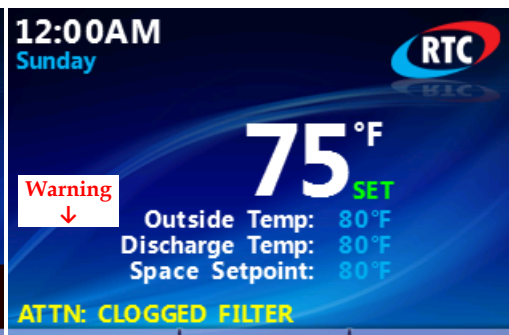 12:00AM
Sunday
RTC
75°F
SET
Warning
↓
Outside Temp: 80°F
Discharge Temp: 80°F
Space Setpoint: 80°F
ATTN: CLOGGED FILTER